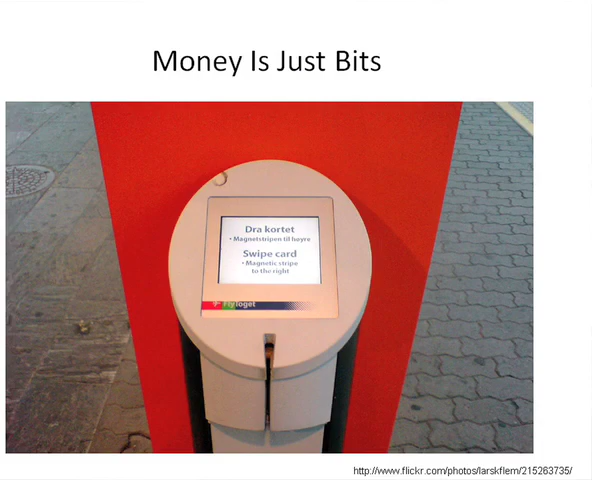 Money Is Just Bits
Dra kortet
• Magnetstripen til høyre
Swipe card
• Magnetic stripe
to the right
FlyToget
http://www.flickr.com/photos/larskflem/215263735/